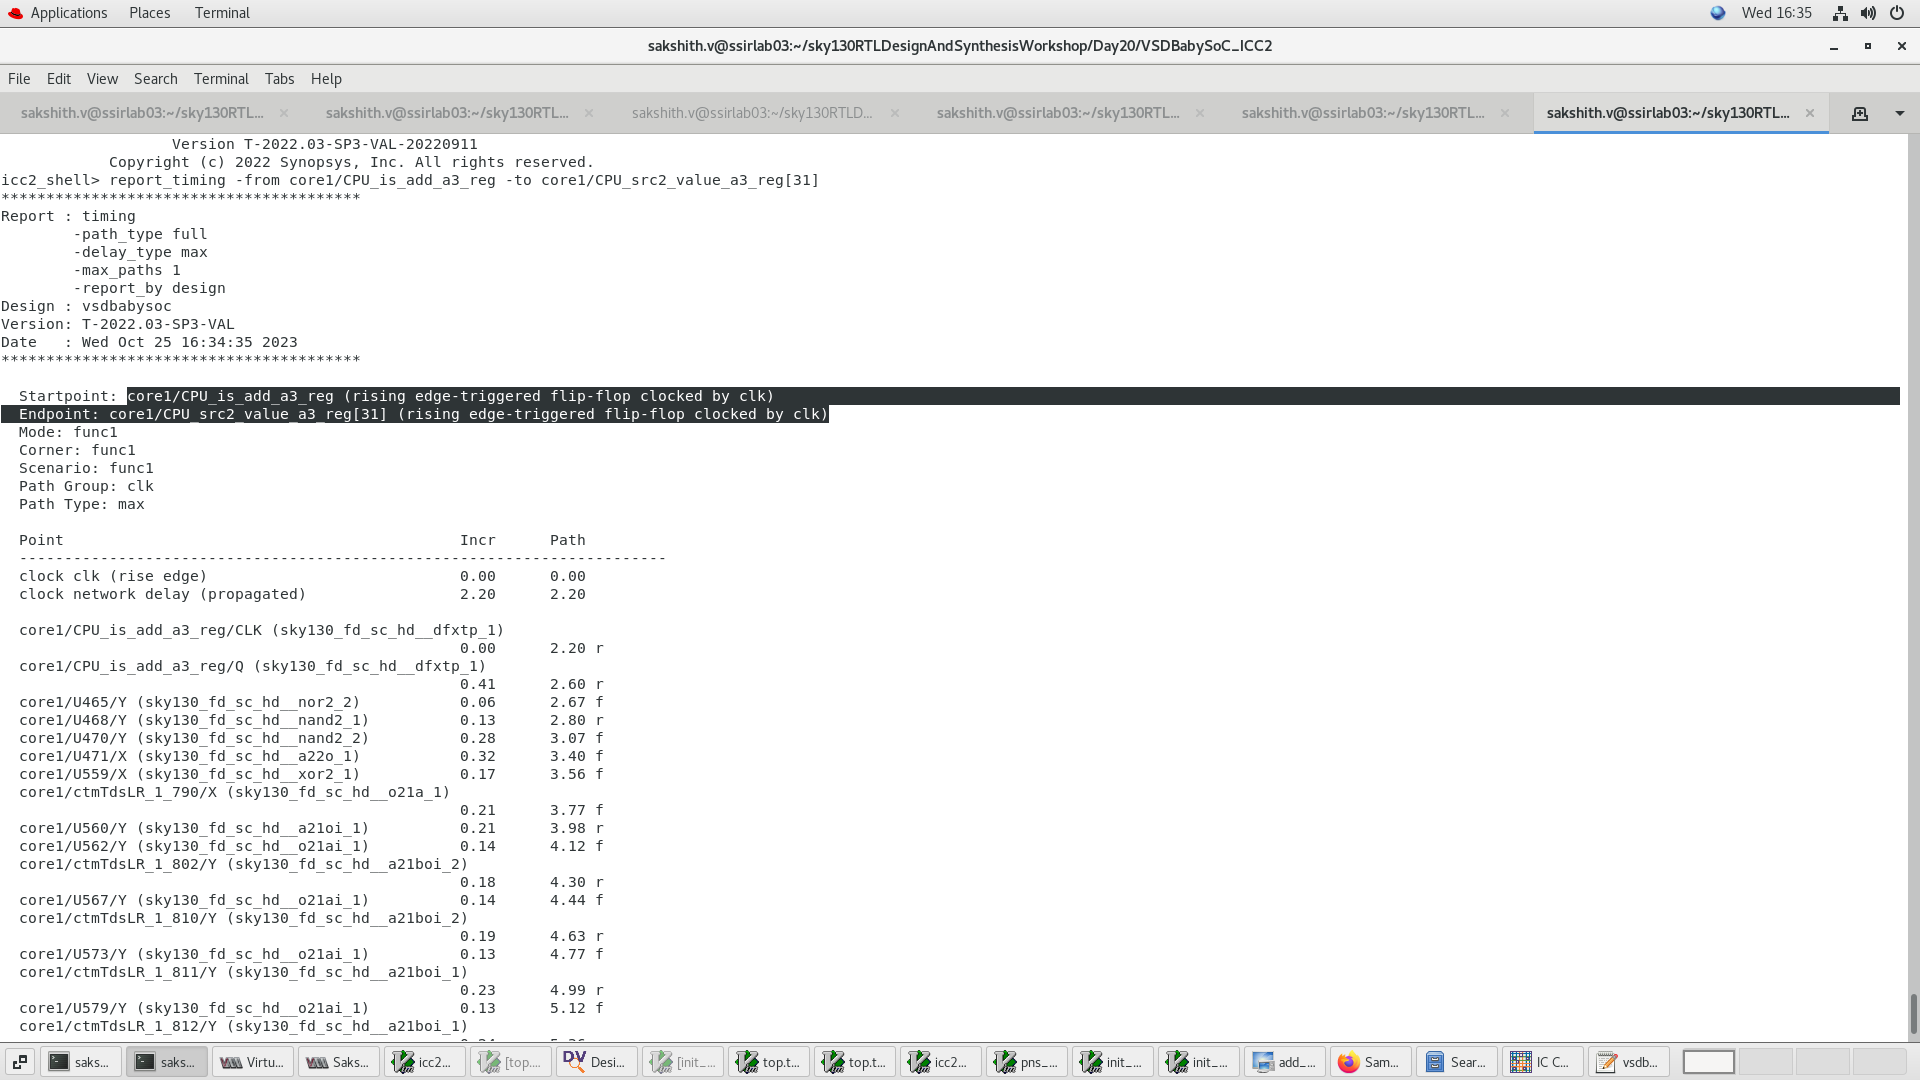 Applications Places Terminal Wed 16:35
sakshith.v@ssirlab03:~/sky130RTLDesignAndSynthesisWorkshop/Day20/VSDBabySoC_ICC2
File Edit View Search Terminal Tabs Help
sakshith.v@ssirlab03:~/sky130RTL... sakshith.v@ssirlab03:~/sky130RTL... sakshith.v@ssirlab03:~/sky130RTLD... sakshith.v@ssirlab03:~/sky130RTL... sakshith.v@ssirlab03:~/sky130RTL... sakshith.v@ssirlab03:~/sky130RTL...
Version T-2022.03-SP3-VAL-20220911
Copyright (c) 2022 Synopsys, Inc. All rights reserved.
icc2_shell> report_timing -from core1/CPU_is_add_a3_reg -to core1/CPU_src2_value_a3_reg[31]
****************************************
Report : timing
-path_type full
-delay_type max
-max_paths 1
-report_by design
Design : vsdbabysoc
Version: T-2022.03-SP3-VAL
Date : Wed Oct 25 16:34:35 2023
****************************************
Startpoint: core1/CPU_is_add_a3_reg (rising edge-triggered flip-flop clocked by clk)
Endpoint: core1/CPU_src2_value_a3_reg[31] (rising edge-triggered flip-flop clocked by clk)
Mode: func1
Corner: func1
Scenario: func1
Path Group: clk
Path Type: max
Point Incr Path
------------------------------------------------------------------------
clock clk (rise edge) 0.00 0.00
clock network delay (propagated) 2.20 2.20
core1/CPU_is_add_a3_reg/CLK (sky130_fd_sc_hd__dfxtp_1)
0.00 2.20 r
core1/CPU_is_add_a3_reg/Q (sky130_fd_sc_hd__dfxtp_1)
0.41 2.60 r
core1/U465/Y (sky130_fd_sc_hd__nor2_2) 0.06 2.67 f
core1/U468/Y (sky130_fd_sc_hd__nand2_1) 0.13 2.80 r
core1/U470/Y (sky130_fd_sc_hd__nand2_2) 0.28 3.07 f
core1/U471/X (sky130_fd_sc_hd__a22o_1) 0.32 3.40 f
core1/U559/X (sky130_fd_sc_hd__xor2_1) 0.17 3.56 f
core1/ctmTdsLR_1_790/X (sky130_fd_sc_hd__o21a_1)
0.21 3.77 f
core1/U560/Y (sky130_fd_sc_hd__a21oi_1) 0.21 3.98 r
core1/U562/Y (sky130_fd_sc_hd__o21ai_1) 0.14 4.12 f
core1/ctmTdsLR_1_802/Y (sky130_fd_sc_hd__a21boi_2)
0.18 4.30 r
core1/U567/Y (sky130_fd_sc_hd__o21ai_1) 0.14 4.44 f
core1/ctmTdsLR_1_810/Y (sky130_fd_sc_hd__a21boi_2)
0.19 4.63 r
core1/U573/Y (sky130_fd_sc_hd__o21ai_1) 0.13 4.77 f
core1/ctmTdsLR_1_811/Y (sky130_fd_sc_hd__a21boi_1)
0.23 4.99 r
core1/U579/Y (sky130_fd_sc_hd__o21ai_1) 0.13 5.12 f
core1/ctmTdsLR_1_812/Y (sky130_fd_sc_hd__a21boi_1)
saks... saks... Virtu... Saks... icc2... [top.... Desi... [init_... top.t... top.t... icc2... pns_... init_... init_... add_... Sam... Sear... IC C... vsdb...